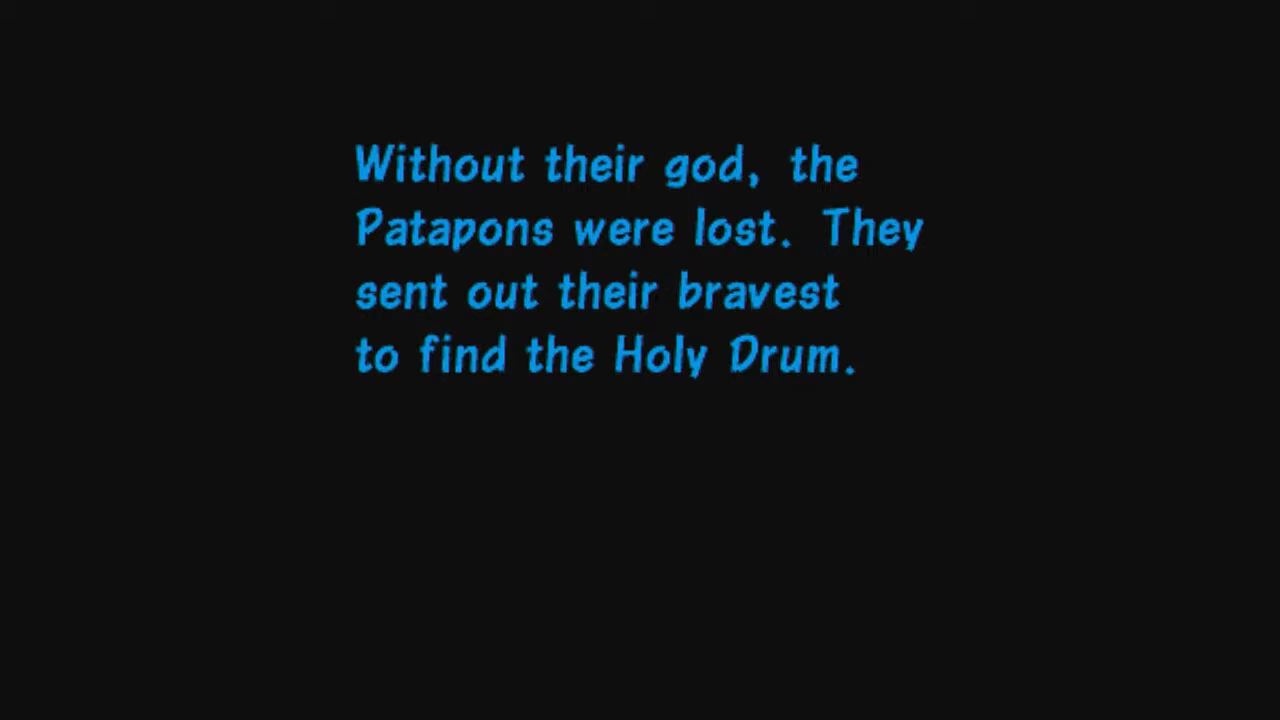 Without their god, the
Patapons were lost. They
sent out their bravest
to find the Holy Drum.